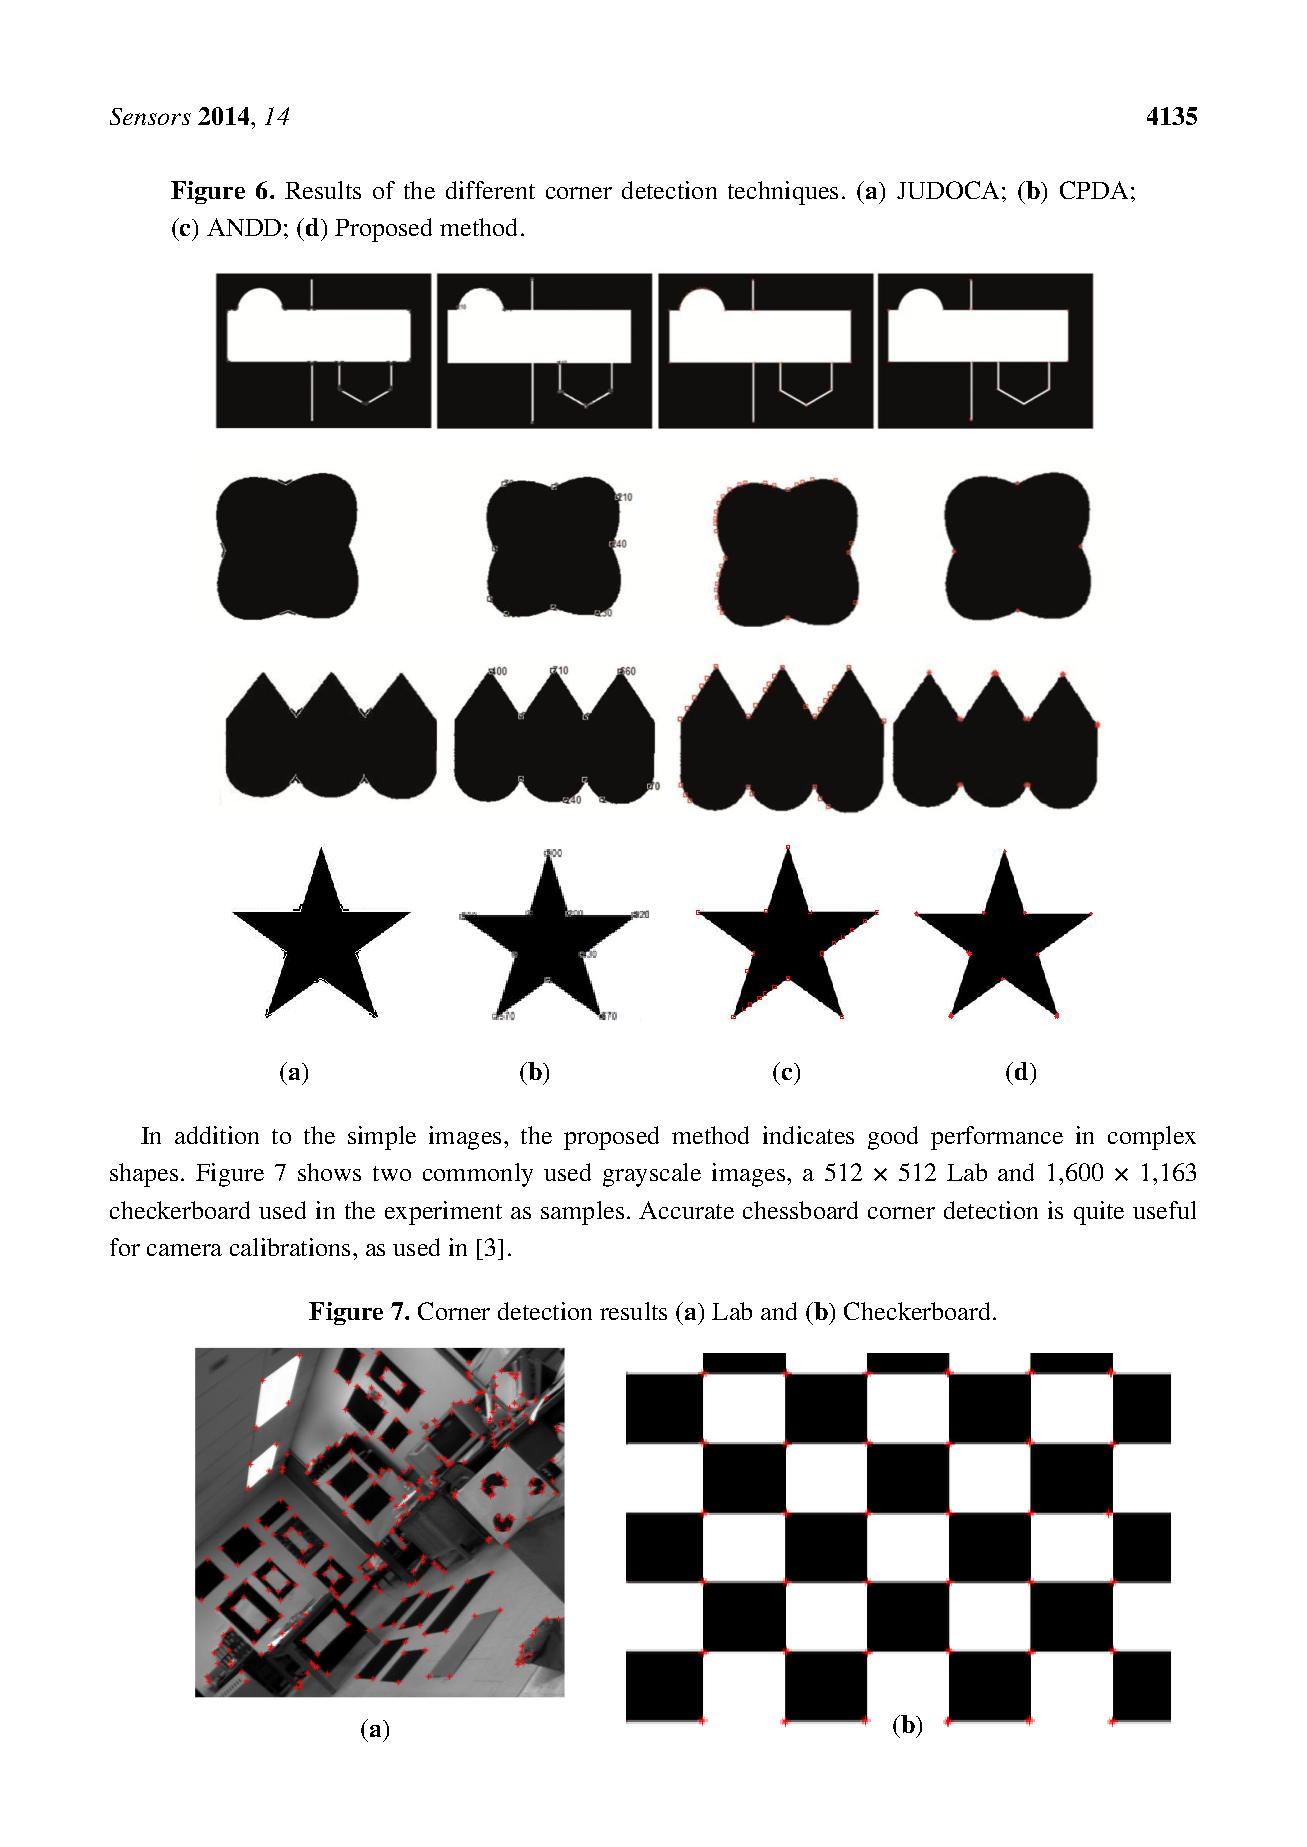 Sensors 2014, 14
4135
Figure 6. Results of the different corner detection techniques. (a) JUDOCA; (b) CPDA;
(c) ANDD; (d) Proposed method.
(a) (b) (c) (d)
In addition to the simple images, the proposed method indicates good performance in complex
shapes. Figure 7 shows two commonly used grayscale images, a 512 × 512 Lab and 1,600 × 1,163
checkerboard used in the experiment as samples. Accurate chessboard corner detection is quite useful
for camera calibrations, as used in [3].
Figure 7. Corner detection results (a) Lab and (b) Checkerboard.
(a) (b)